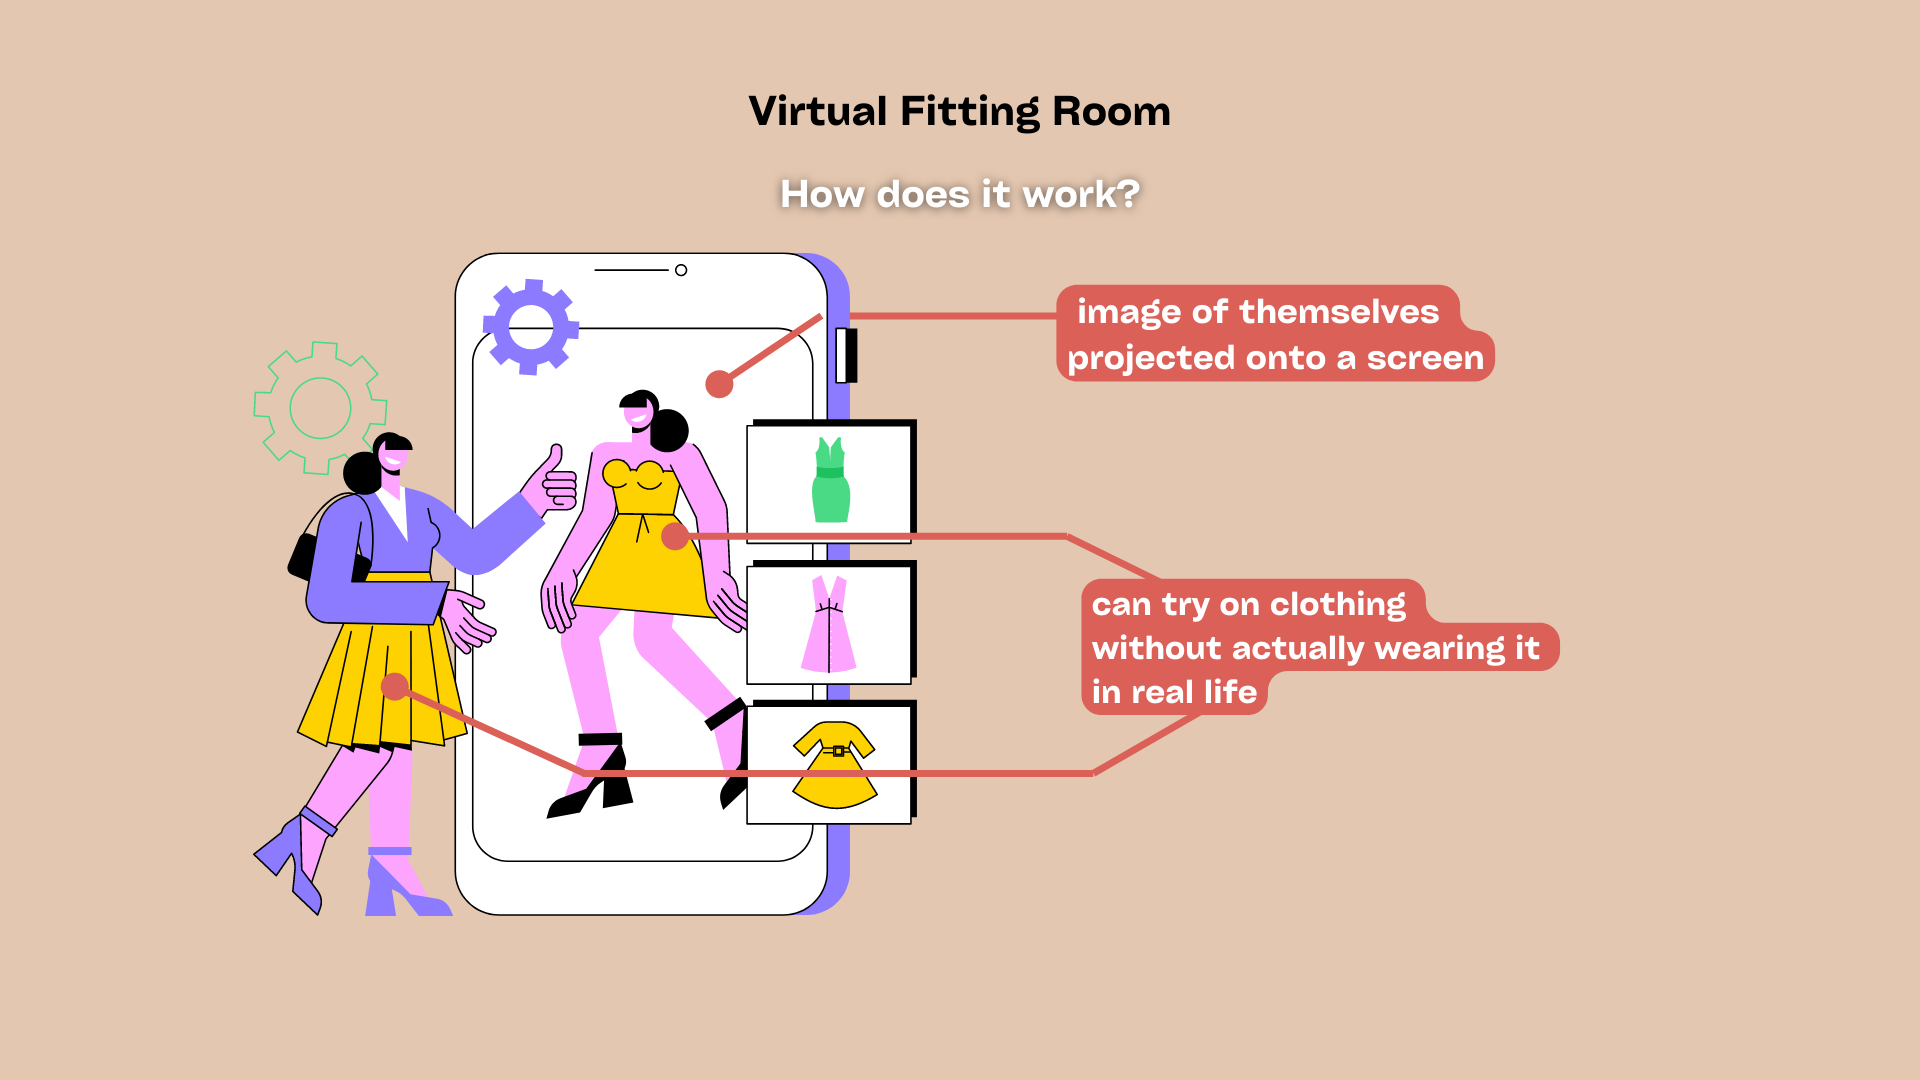 Virtual Fitting Room
How does it work?
image of themselves
projected onto a screen
can try on clothing
without actually wearing it
in real life